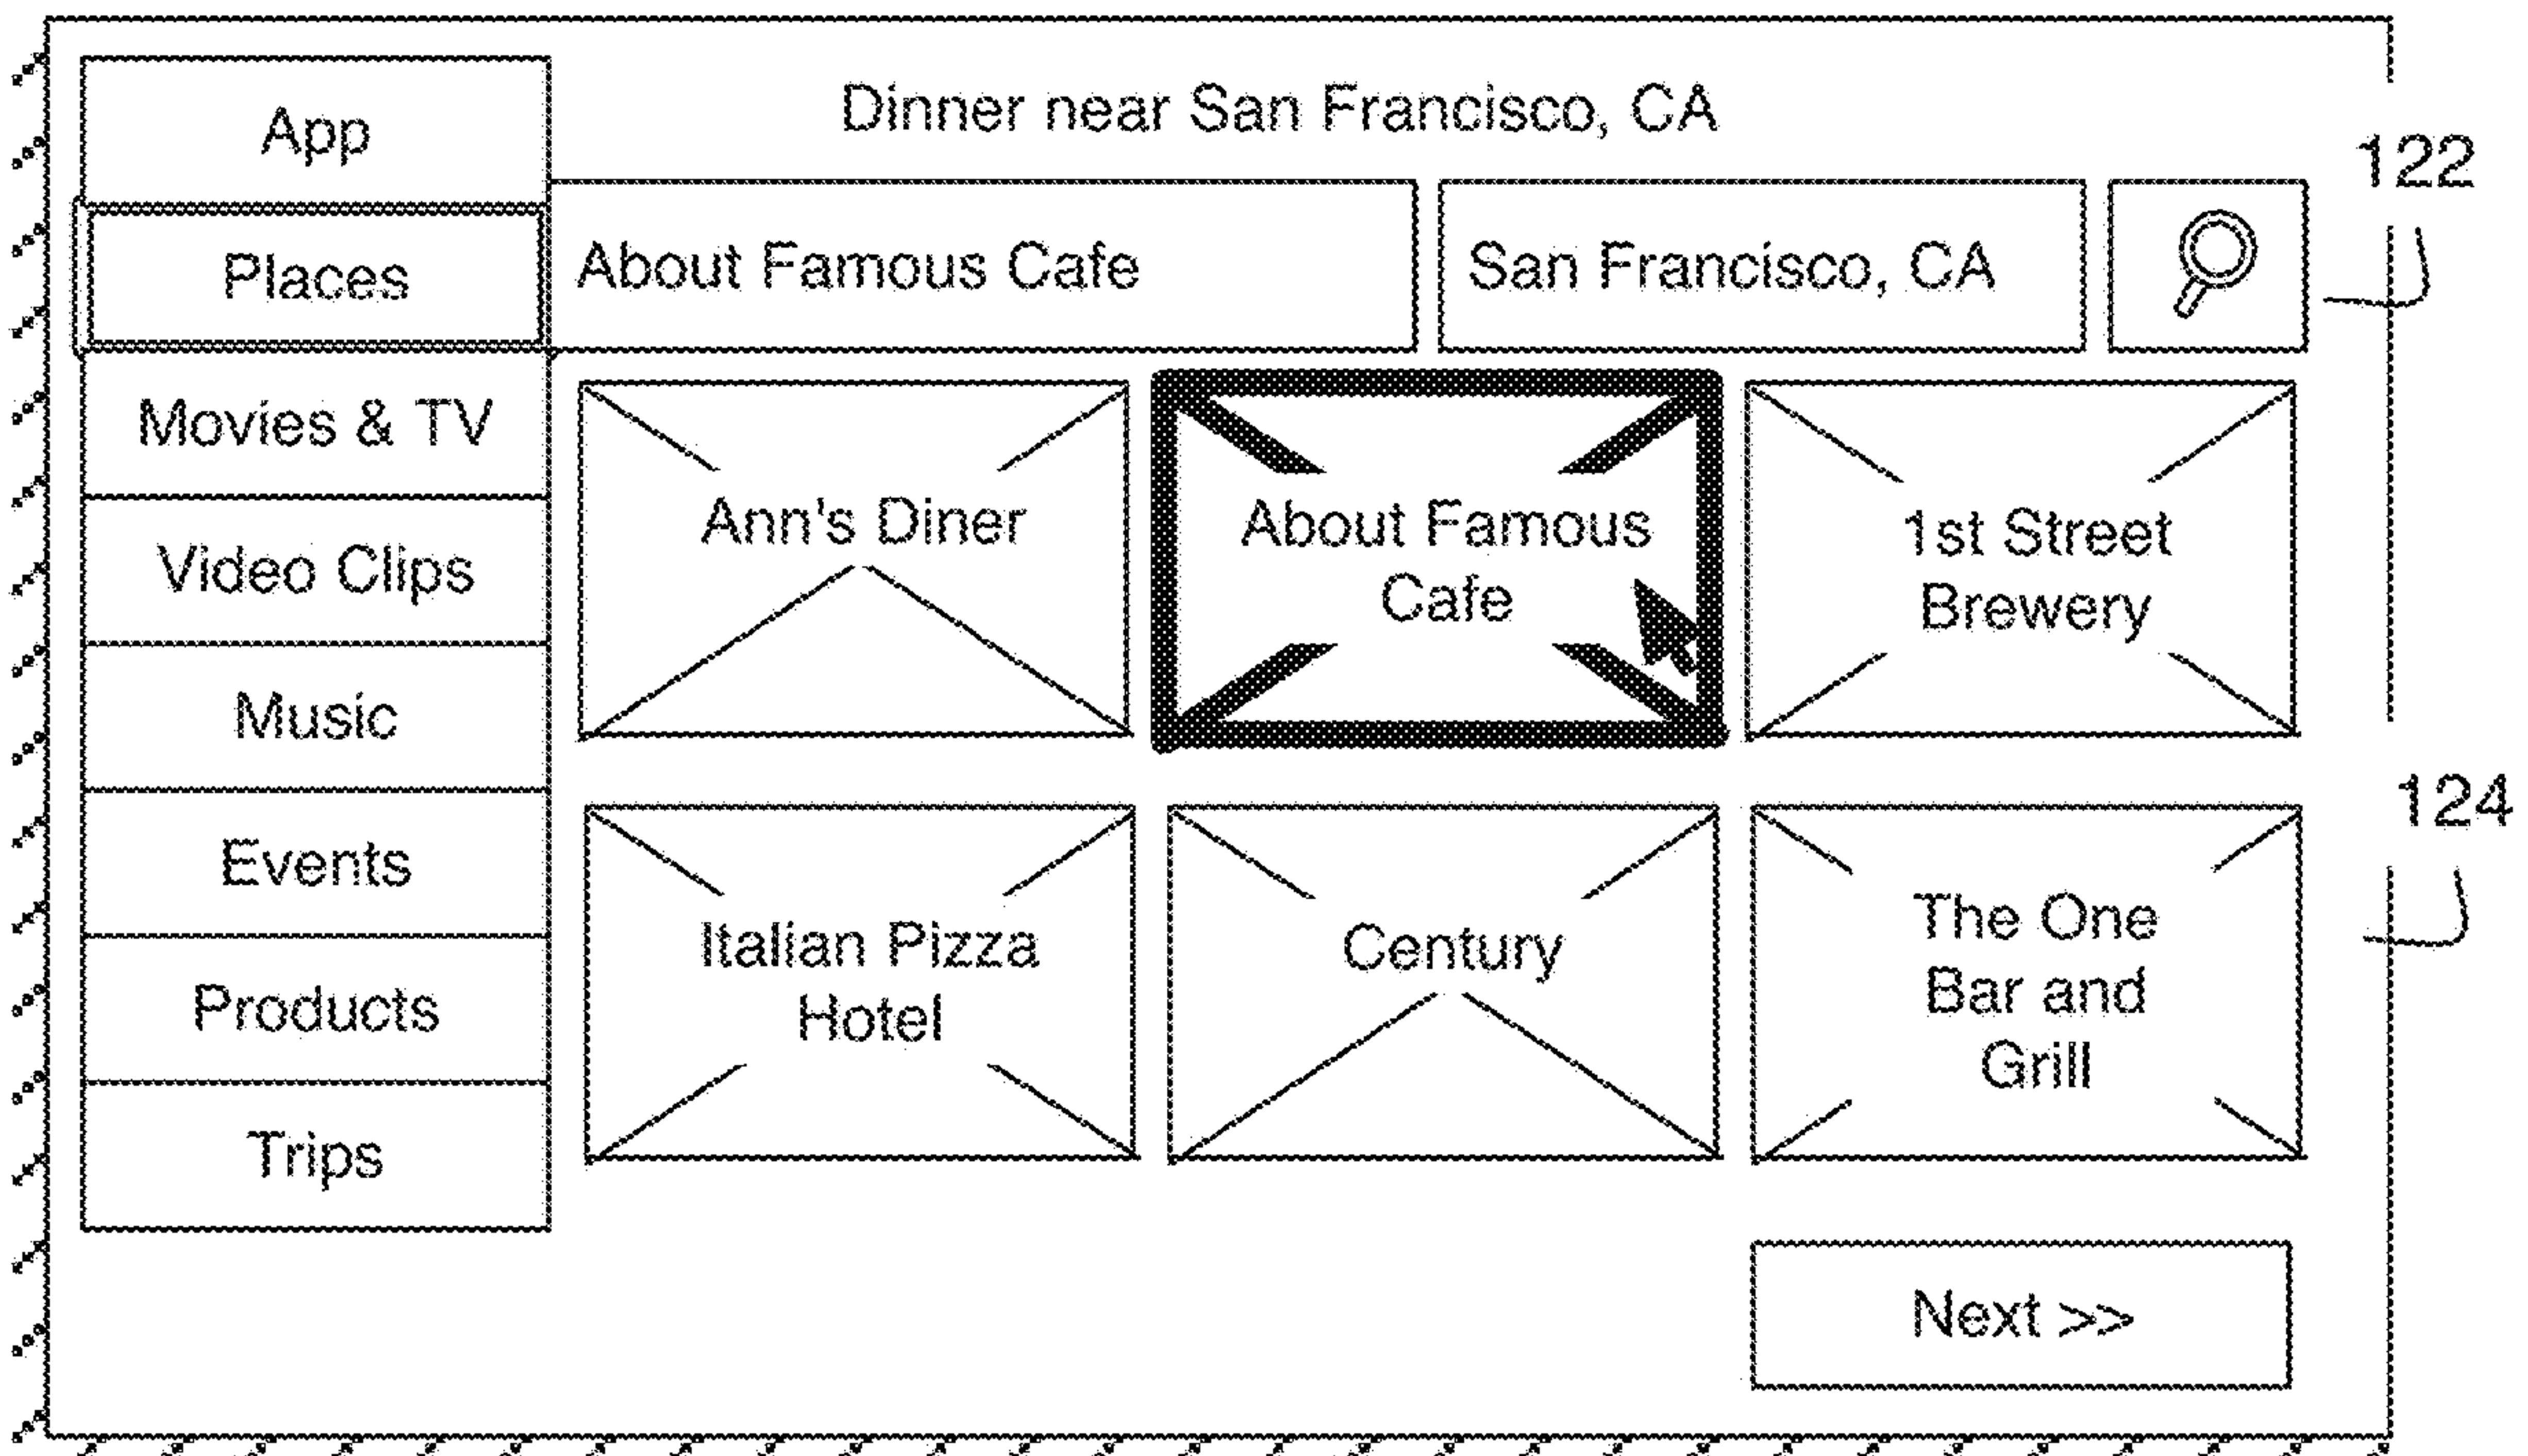 App
Places
Movies & TV
Video Clips
Music
Events
Products
Trips
Dinner near San Francisco, CA
About Famous Cafe
San Francisco, CA
122
Ann's Diner
About Famous
Cafe
1st Street
Brewery
124
Italian Pizza
Hotel
Century
The One
Bar and
Grill
Next >>